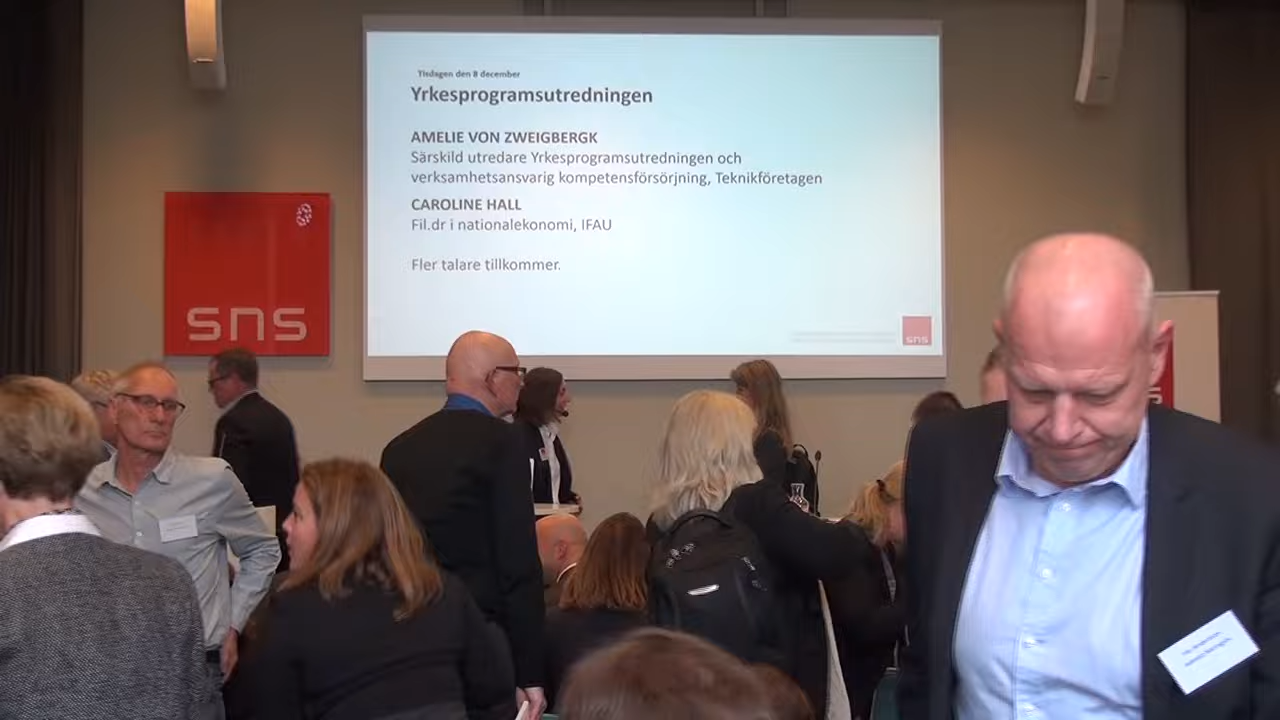 Tisdagen den 8 december
Yrkesprogramsutredningen
AMELIE VON ZWEIGBERGK
Särskild utredare Yrkesprogramsutredningen och
verksamhetsansvarig kompetensförsörjning, Teknikföretagen
CAROLINE HALL
Fil.dr i nationalekonomi, IFAU
Fler talare tillkommer.
sns
sns
sns